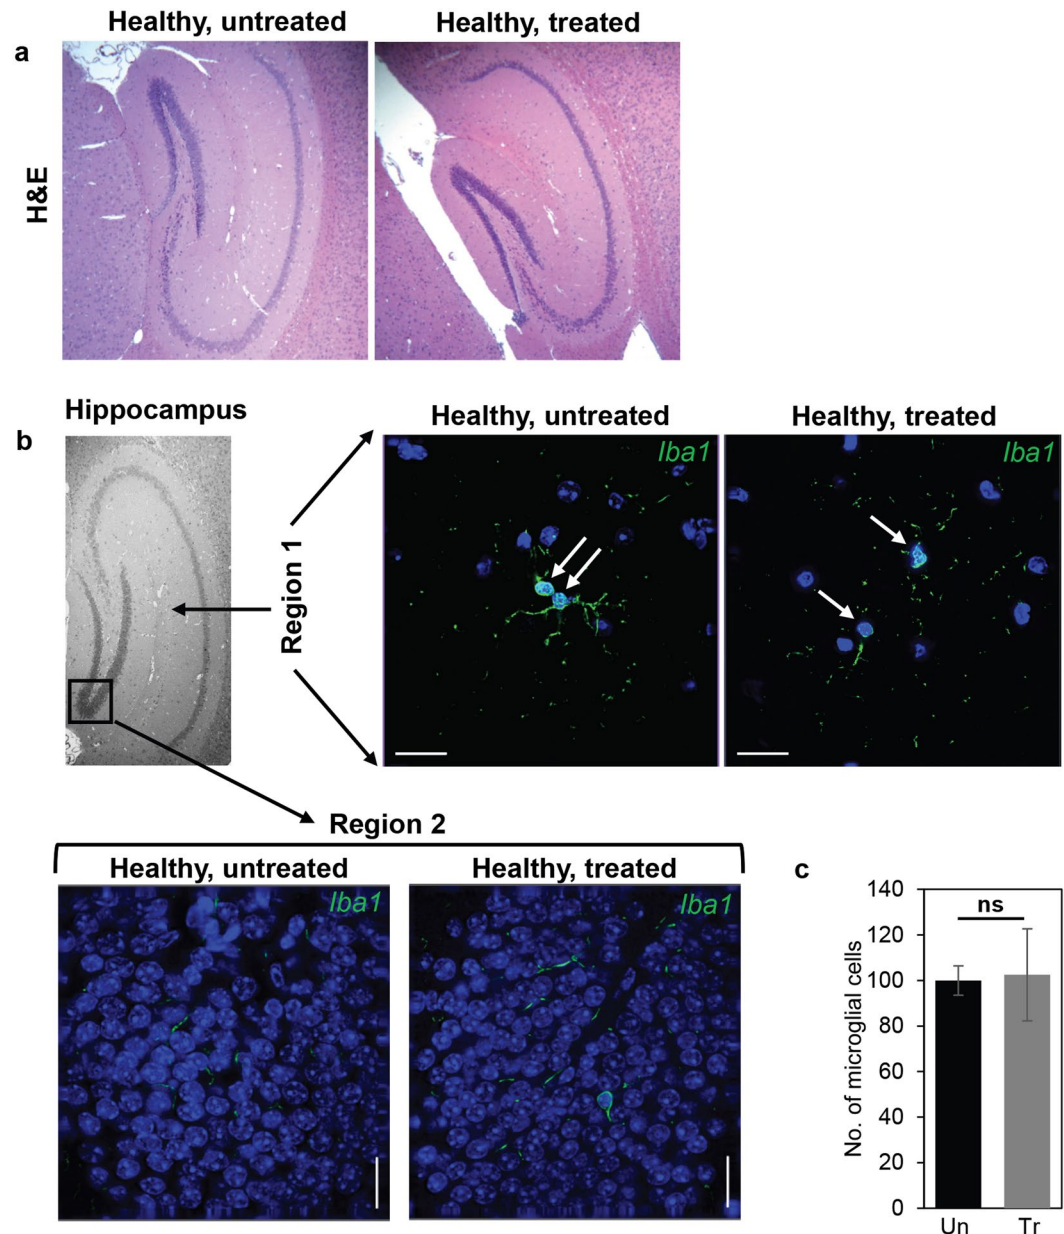 Healthy, untreated
Healthy, treated
a
H&E
Hippocampus
b
Healthy, untreated
Healthy, treated
Iba1
Iba1
Region 1
Region 2
Healthy, untreated
Healthy, treated
Iba1
Iba1
c
No. of microglial cells
140
120
100
80
60
40
20
0
ns
Un
Tr